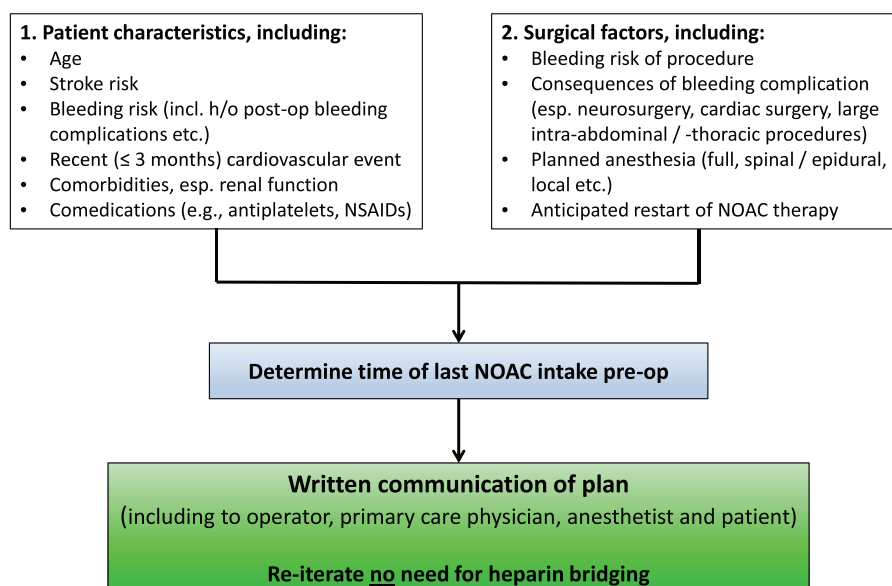 1. Patient characteristics, including:
• Age
• Stroke risk
• Bleeding risk (incl. h/o post-op bleeding
complications etc.)
• Recent (≤ 3 months) cardiovascular event
• Comorbidities, esp. renal function
• Comedications (e.g., antiplatelets, NSAIDs)
2. Surgical factors, including:
• Bleeding risk of procedure
• Consequences of bleeding complication
(esp. neurosurgery, cardiac surgery, large
intra-abdominal / -thoracic procedures)
• Planned anesthesia (full, spinal / epidural,
local etc.)
• Anticipated restart of NOAC therapy
Determine time of last NOAC intake pre-op
Written communication of plan
(including to operator, primary care physician, anesthetist and patient)
Re-iterate no need for heparin bridging